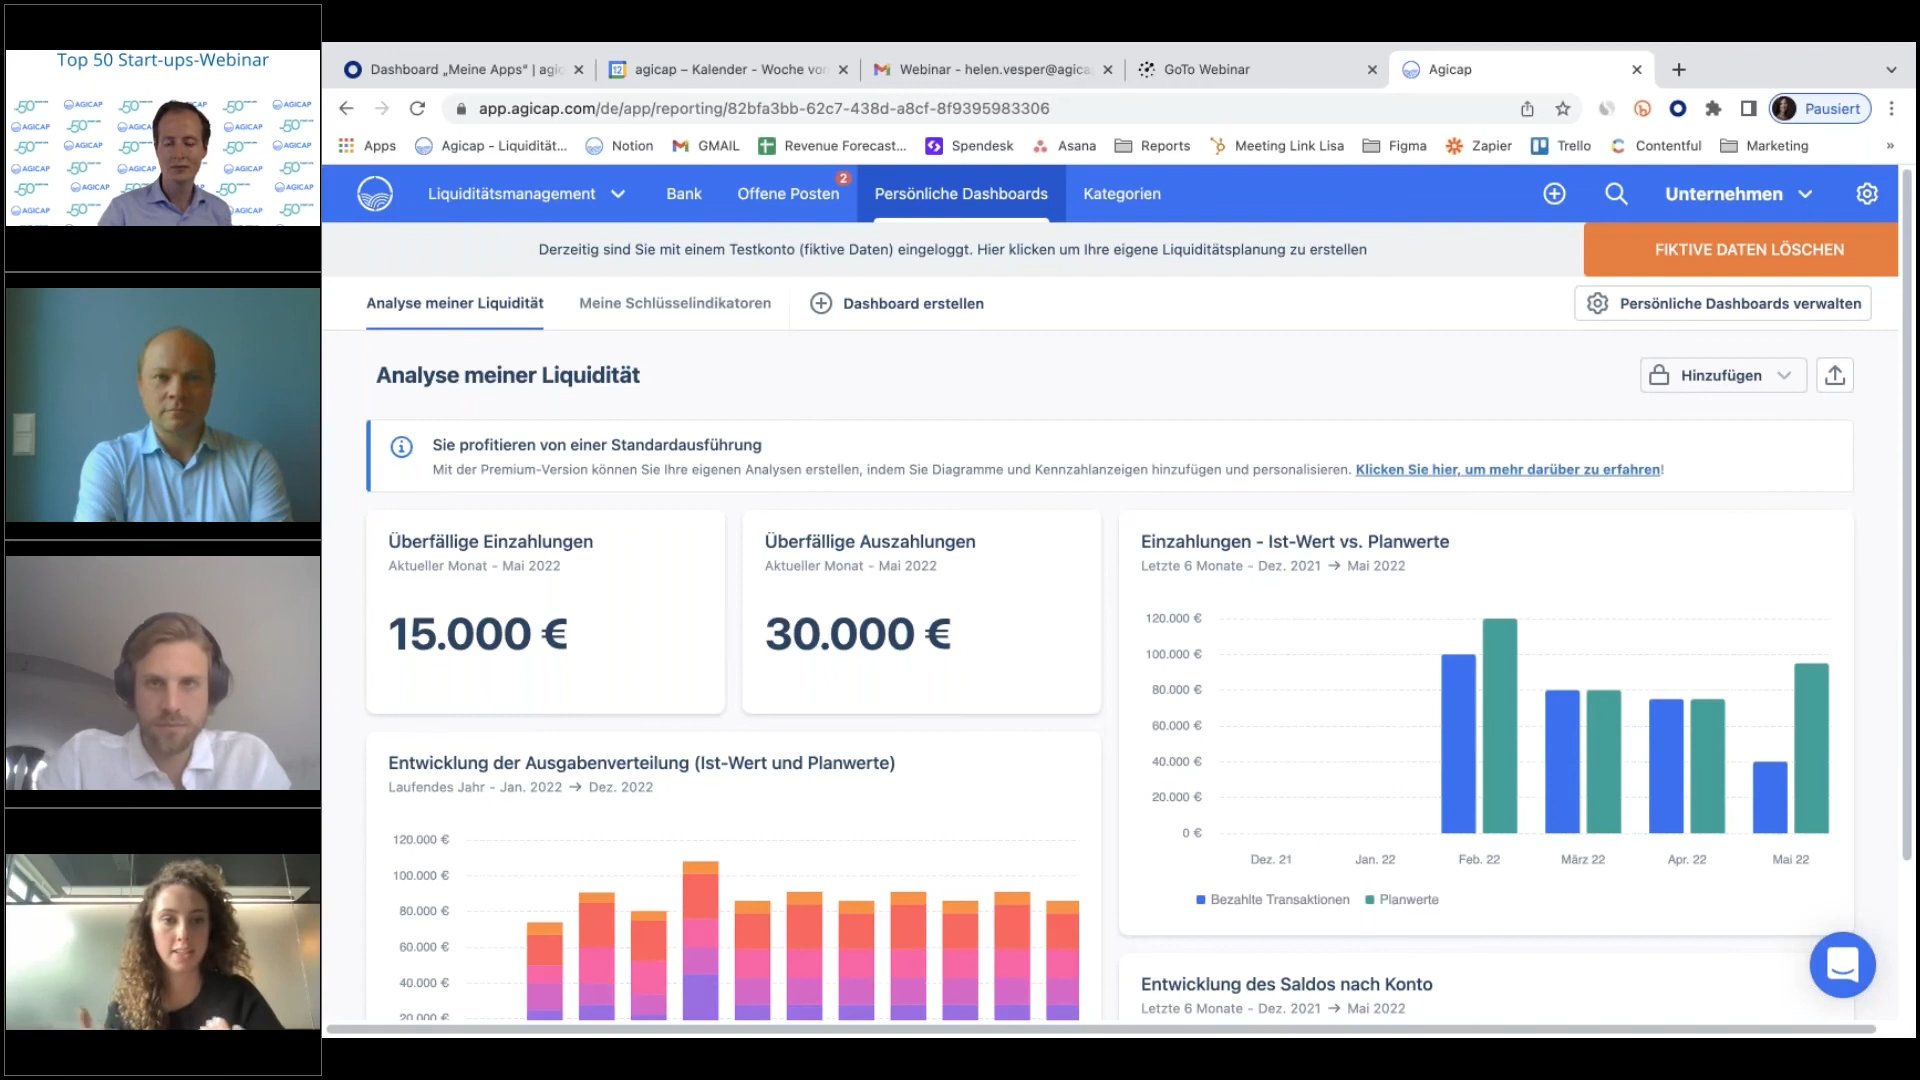 Top 50 Start-ups-Webinar
AGICAP
Dashboard „Meine Apps“ | agic
agicap – Kalender - Woche von
Webinar - helen.vesper@agica
GoTo Webinar
Agicap
app.agicap.com/de/app/reporting/82bfa3bb-62c7-438d-a8cf-8f9395983306
Pausiert
Apps
Agicap - Liquidität...
Notion
GMAIL
Revenue Forecast...
Spendesk
Asana
Reports
Meeting Link Lisa
Figma
Zapier
Trello
Contentful
Marketing
»
Liquiditätsmanagement
Bank
Offene Posten
2
Persönliche Dashboards
Kategorien
Unternehmen
Derzeitig sind Sie mit einem Testkonto (fiktive Daten) eingeloggt. Hier klicken um Ihre eigene Liquiditätsplanung zu erstellen
FIKTIVE DATEN LÖSCHEN
Analyse meiner Liquidität
Meine Schlüsselindikatoren
Dashboard erstellen
Persönliche Dashboards verwalten
Analyse meiner Liquidität
Hinzufügen
Sie profitieren von einer Standardausführung
Mit der Premium-Version können Sie Ihre eigenen Analysen erstellen, indem Sie Diagramme und Kennzahlanzeigen hinzufügen und personalisieren. Klicken Sie hier, um mehr darüber zu erfahren!
Überfällige Einzahlungen
Aktueller Monat - Mai 2022
15.000 €
Überfällige Auszahlungen
Aktueller Monat - Mai 2022
30.000 €
Einzahlungen - Ist-Wert vs. Planwerte
Letzte 6 Monate - Dez. 2021 → Mai 2022
120.000 €
100.000 €
80.000 €
60.000 €
40.000 €
20.000 €
0 €
Dez. 21
Jan. 22
Feb. 22
März 22
Apr. 22
Mai 22
Bezahlte Transaktionen
Planwerte
Entwicklung der Ausgabenverteilung (Ist-Wert und Planwerte)
Laufendes Jahr - Jan. 2022 → Dez. 2022
120.000 €
100.000 €
80.000 €
60.000 €
40.000 €
20.000 €
Entwicklung des Saldos nach Konto
Letzte 6 Monate - Dez. 2021 → Mai 2022